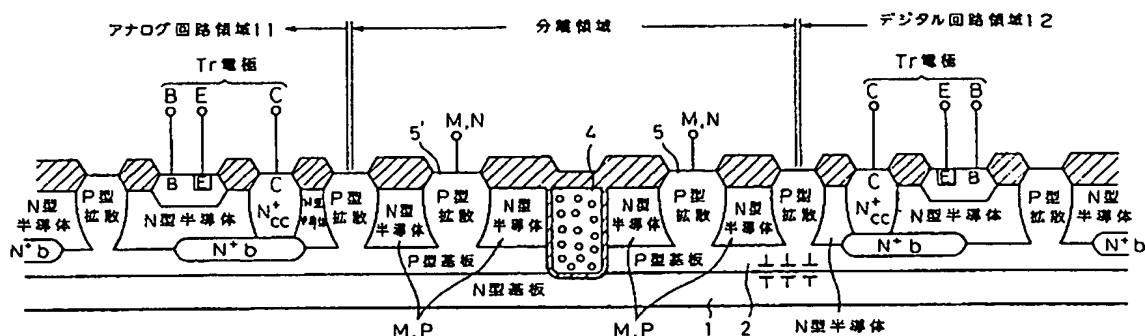 アナログ回路領域11
分離領域
デジタル回路領域12
Tr電極
Tr電極
B E C
M,N
M,N
C E B
5'
4
5
N型半導体
P型拡散
B E
N型半導体
C
N+cc
N型半導体
P型拡散
N型半導体
P型拡散
N型半導体
N型半導体
P型拡散
N型半導体
P型拡散
C
N+cc
E B
N型半導体
P型拡散
N型半導体
N+b
N+b
P型基板
P型基板
N+b
N+b
N型基板
M,P
M,P
1
2
N型半導体